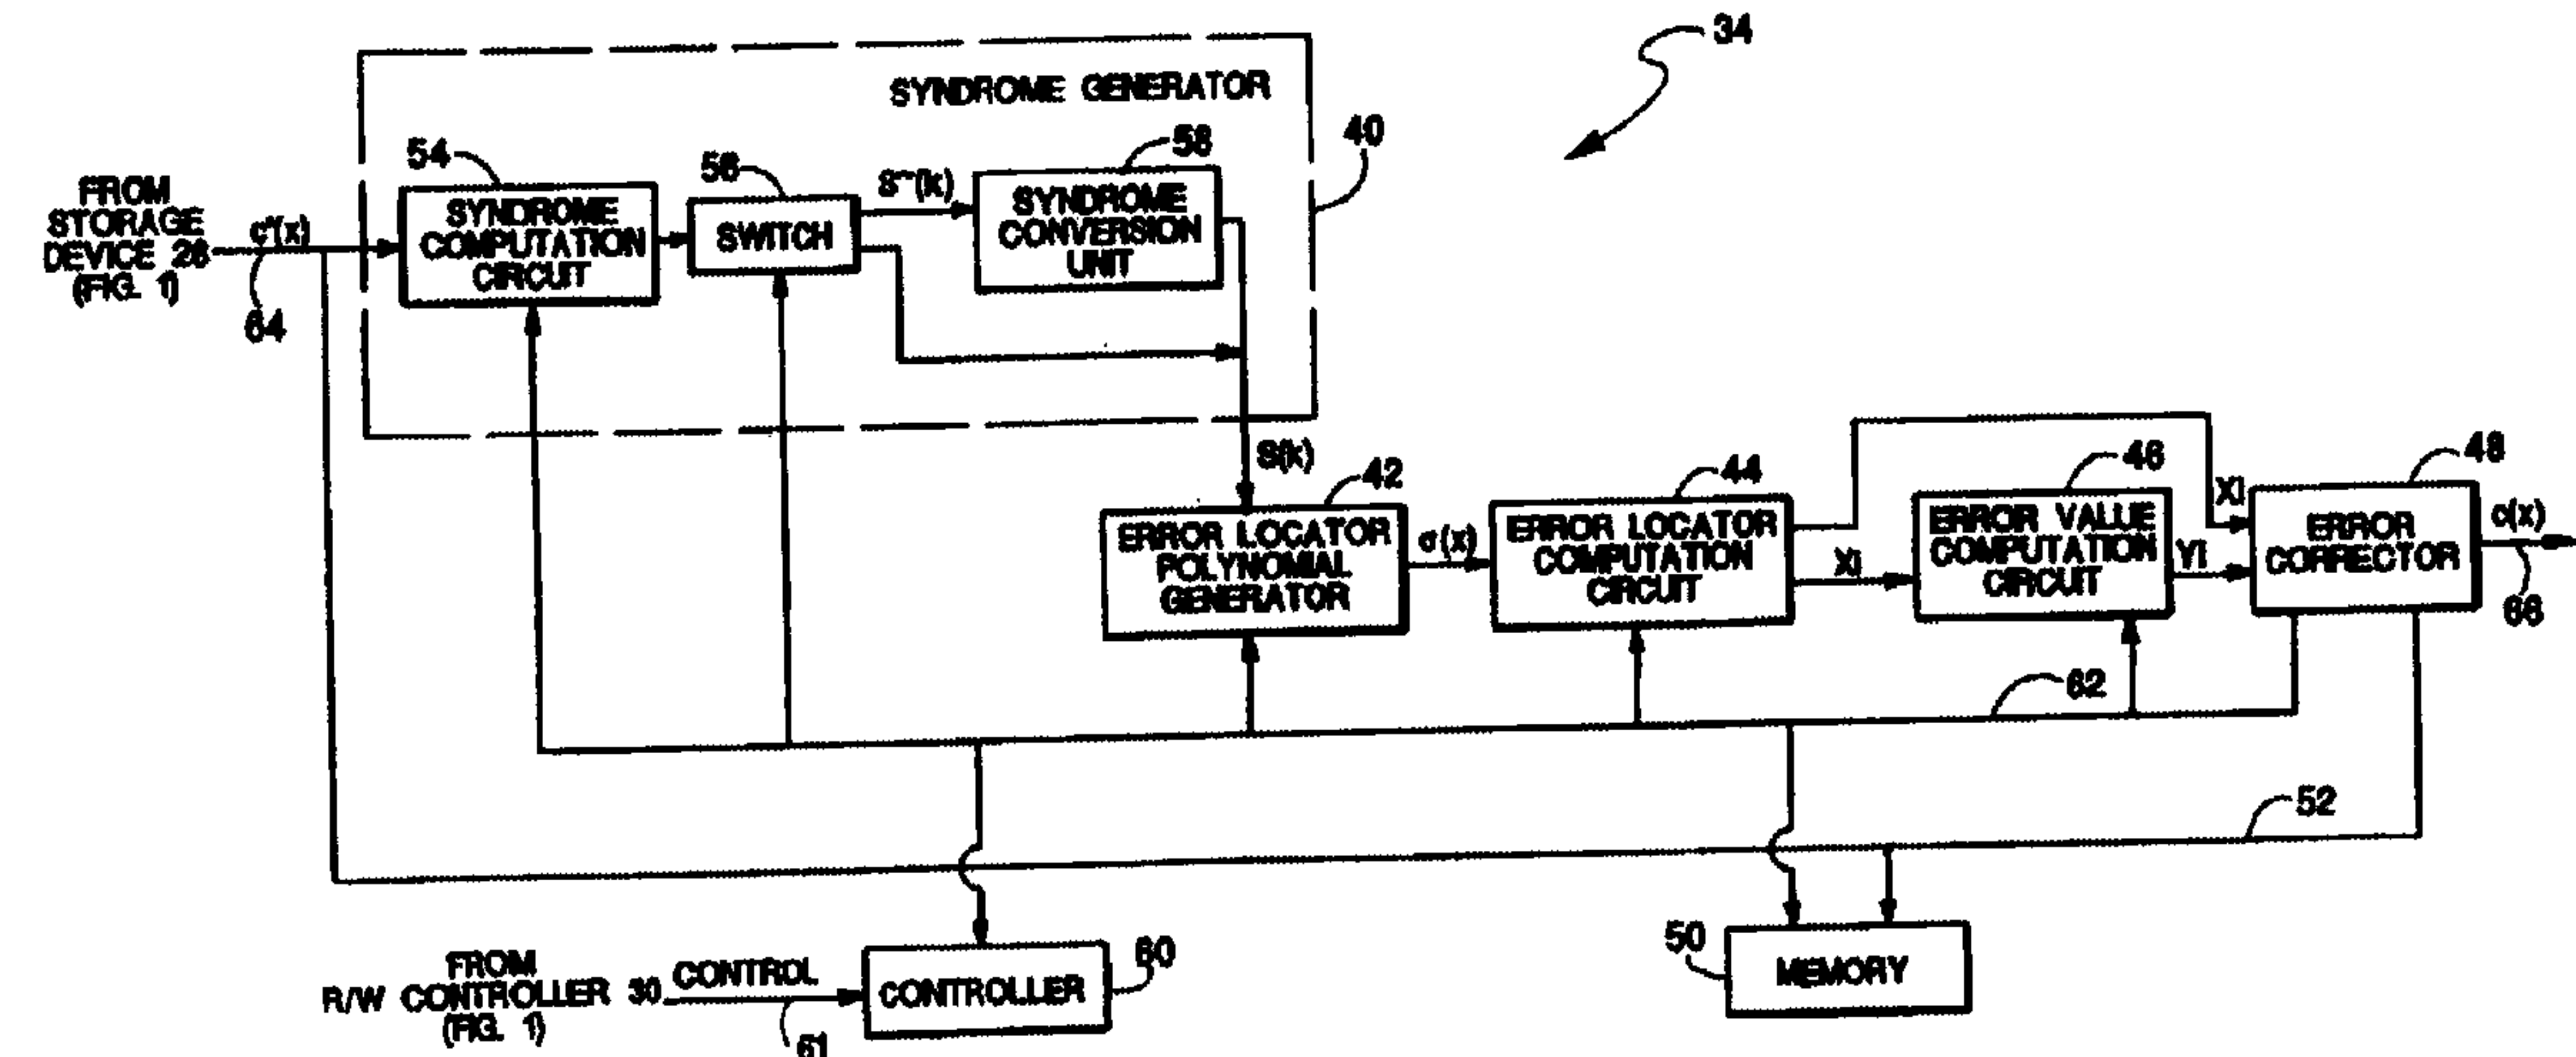 34
SYNDROME GENERATOR
40
54
56
58
FROM
STORAGE
DEVICE 26
(FIG. 1)
c'(x)
64
SYNDROME
COMPUTATION
CIRCUIT
SWITCH
S~(k)
SYNDROME
CONVERSION
UNIT
S(k)
42
44
46
48
ERROR LOCATOR
POLYNOMIAL
GENERATOR
σ(x)
ERROR LOCATOR
COMPUTATION
CIRCUIT
Xi
Xi
ERROR VALUE
COMPUTATION
CIRCUIT
Yi
ERROR
CORRECTOR
c(x)
66
62
52
FROM
R/W CONTROLLER 30
(FIG. 1)
CONTROL
61
CONTROLLER
60
50
MEMORY